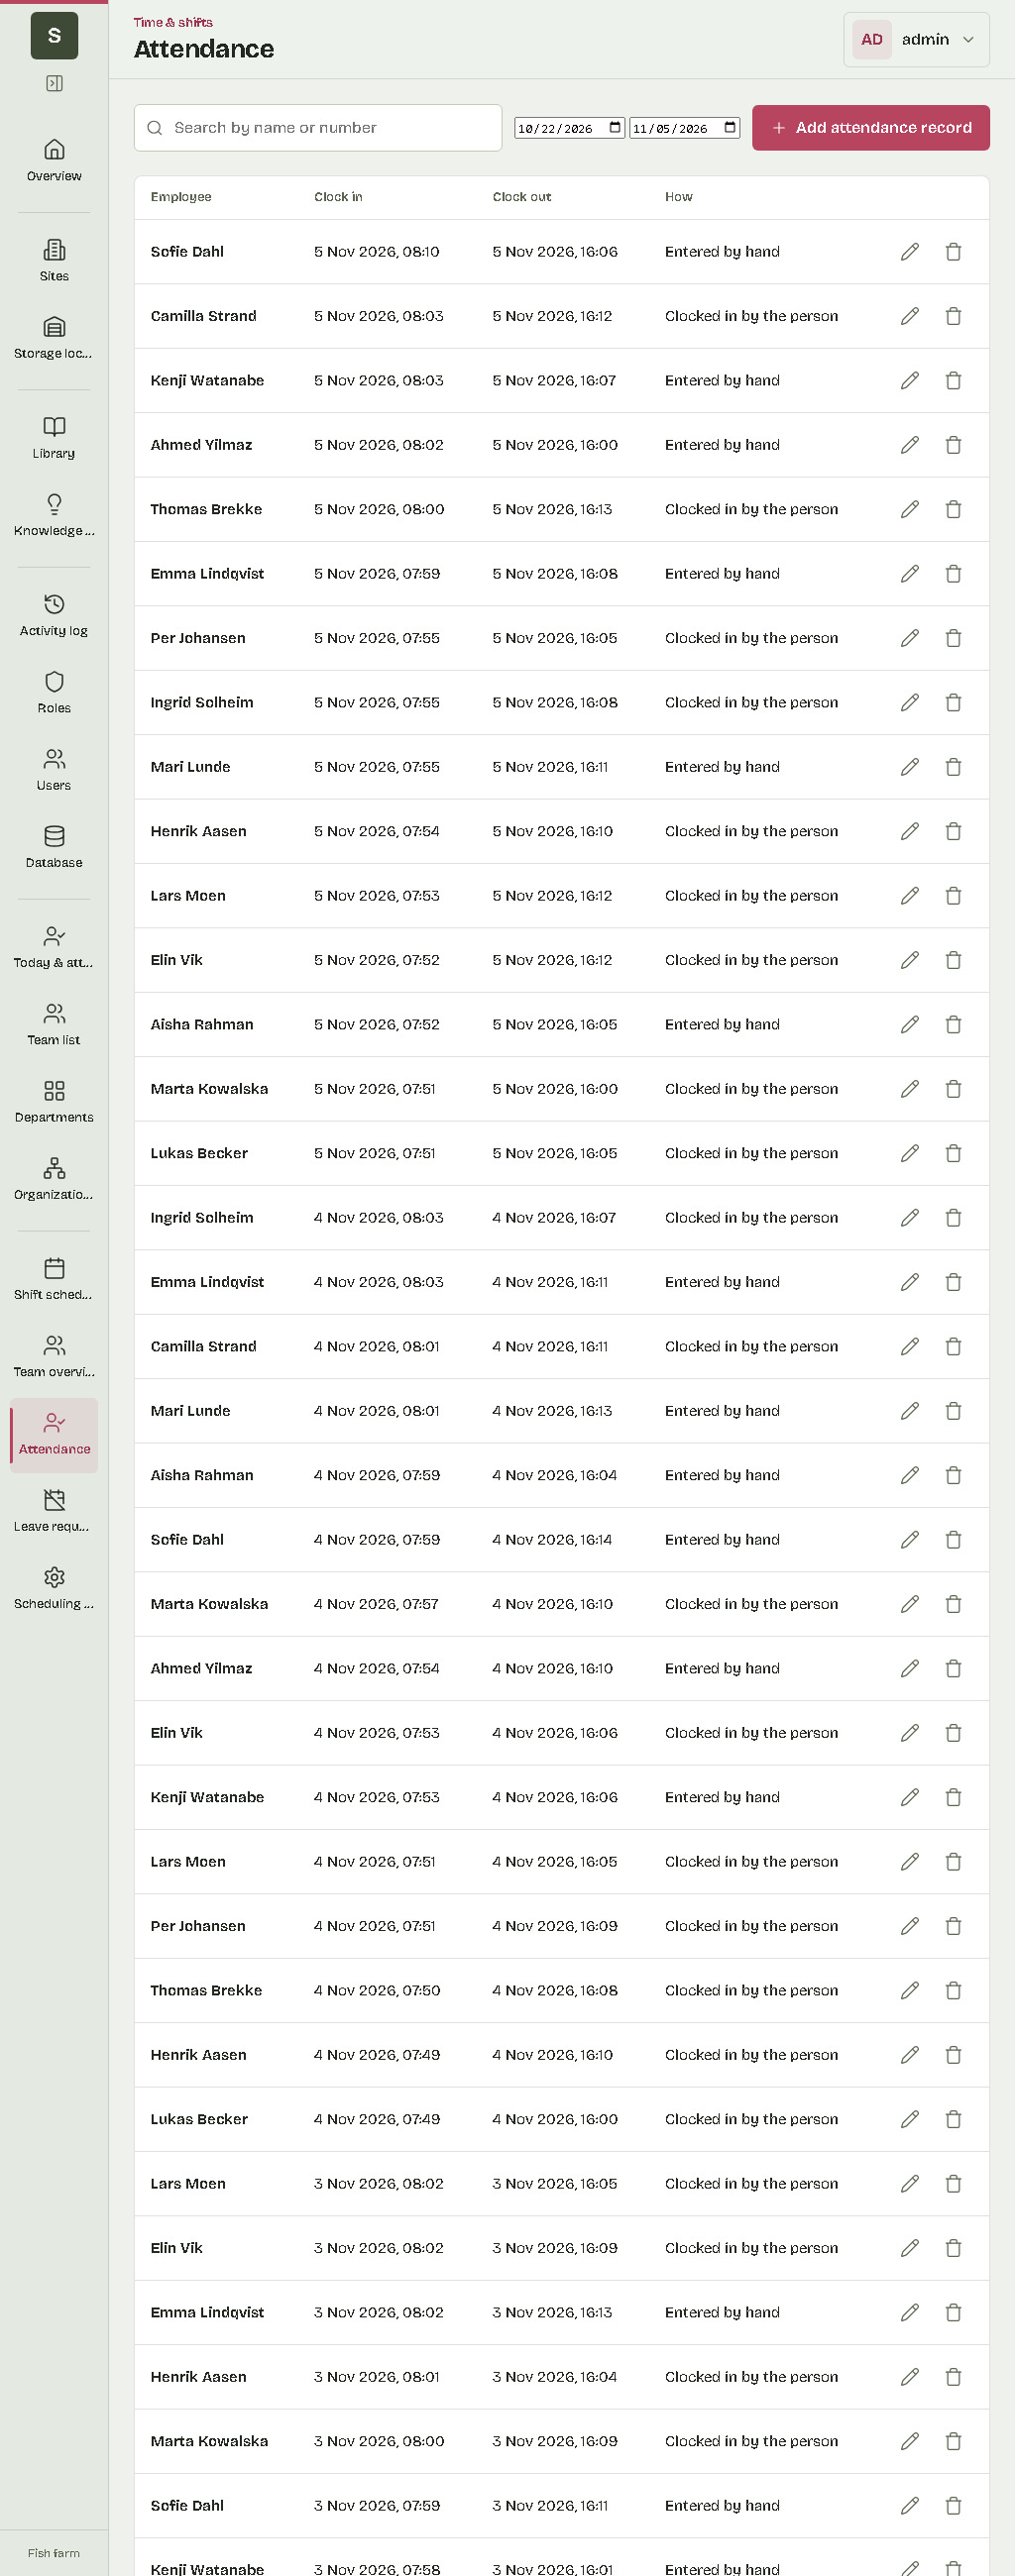 S
Overview
Sites
Storage loc...
Library
Knowledge ...
Activity log
Roles
Users
Database
Today & att...
Team list
Departments
Organizatio...
Shift sched...
Team overvi...
Attendance
Leave requ...
Scheduling ...
Fish farm
Time & shifts
Attendance
AD admin
Search by name or number
10/22/2026 11/05/2026
Add attendance record
Employee Clock in Clock out How
Sofie Dahl 5 Nov 2026, 08:10 5 Nov 2026, 16:06 Entered by hand
Camilla Strand 5 Nov 2026, 08:03 5 Nov 2026, 16:12 Clocked in by the person
Kenji Watanabe 5 Nov 2026, 08:03 5 Nov 2026, 16:07 Entered by hand
Ahmed Yilmaz 5 Nov 2026, 08:02 5 Nov 2026, 16:00 Entered by hand
Thomas Brekke 5 Nov 2026, 08:00 5 Nov 2026, 16:13 Clocked in by the person
Emma Lindqvist 5 Nov 2026, 07:59 5 Nov 2026, 16:08 Entered by hand
Per Johansen 5 Nov 2026, 07:55 5 Nov 2026, 16:05 Clocked in by the person
Ingrid Solheim 5 Nov 2026, 07:55 5 Nov 2026, 16:08 Clocked in by the person
Mari Lunde 5 Nov 2026, 07:55 5 Nov 2026, 16:11 Entered by hand
Henrik Aasen 5 Nov 2026, 07:54 5 Nov 2026, 16:10 Clocked in by the person
Lars Moen 5 Nov 2026, 07:53 5 Nov 2026, 16:12 Clocked in by the person
Elin Vik 5 Nov 2026, 07:52 5 Nov 2026, 16:12 Clocked in by the person
Aisha Rahman 5 Nov 2026, 07:52 5 Nov 2026, 16:05 Entered by hand
Marta Kowalska 5 Nov 2026, 07:51 5 Nov 2026, 16:00 Clocked in by the person
Lukas Becker 5 Nov 2026, 07:51 5 Nov 2026, 16:05 Clocked in by the person
Ingrid Solheim 4 Nov 2026, 08:03 4 Nov 2026, 16:07 Clocked in by the person
Emma Lindqvist 4 Nov 2026, 08:03 4 Nov 2026, 16:11 Entered by hand
Camilla Strand 4 Nov 2026, 08:01 4 Nov 2026, 16:11 Clocked in by the person
Mari Lunde 4 Nov 2026, 08:01 4 Nov 2026, 16:13 Entered by hand
Aisha Rahman 4 Nov 2026, 07:59 4 Nov 2026, 16:04 Entered by hand
Sofie Dahl 4 Nov 2026, 07:59 4 Nov 2026, 16:14 Entered by hand
Marta Kowalska 4 Nov 2026, 07:57 4 Nov 2026, 16:10 Clocked in by the person
Ahmed Yilmaz 4 Nov 2026, 07:54 4 Nov 2026, 16:10 Entered by hand
Elin Vik 4 Nov 2026, 07:53 4 Nov 2026, 16:06 Clocked in by the person
Kenji Watanabe 4 Nov 2026, 07:53 4 Nov 2026, 16:06 Entered by hand
Lars Moen 4 Nov 2026, 07:51 4 Nov 2026, 16:05 Clocked in by the person
Per Johansen 4 Nov 2026, 07:51 4 Nov 2026, 16:09 Clocked in by the person
Thomas Brekke 4 Nov 2026, 07:50 4 Nov 2026, 16:08 Clocked in by the person
Henrik Aasen 4 Nov 2026, 07:49 4 Nov 2026, 16:10 Clocked in by the person
Lukas Becker 4 Nov 2026, 07:49 4 Nov 2026, 16:00 Clocked in by the person
Lars Moen 3 Nov 2026, 08:02 3 Nov 2026, 16:05 Clocked in by the person
Elin Vik 3 Nov 2026, 08:02 3 Nov 2026, 16:09 Clocked in by the person
Emma Lindqvist 3 Nov 2026, 08:02 3 Nov 2026, 16:13 Entered by hand
Henrik Aasen 3 Nov 2026, 08:01 3 Nov 2026, 16:04 Clocked in by the person
Marta Kowalska 3 Nov 2026, 08:00 3 Nov 2026, 16:09 Clocked in by the person
Sofie Dahl 3 Nov 2026, 07:59 3 Nov 2026, 16:11 Entered by hand
Kenji Watanabe 3 Nov 2026, 07:58 3 Nov 2026, 16:01 Entered by hand